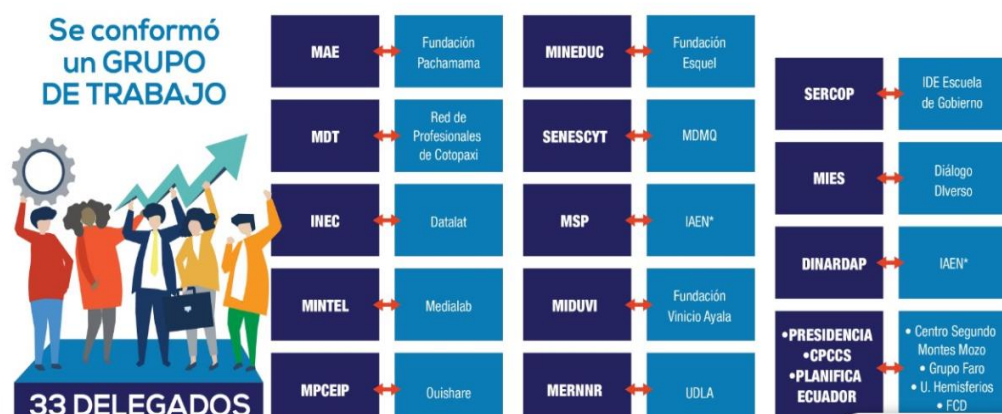 Se conformó
un GRUPO
DE TRABAJO
33 DELEGADOS
MAE
Fundación
Pachamama
MDT
Red de
Profesionales
de Cotopaxi
INEC
Datalat
MINTEL
Medialab
MPCEIP
Ouishare
MINEDUC
Fundación
Esquel
SENESCYT
MDMQ
MSP
IAEN*
MIDUVI
Fundación
Vinicio Ayala
MERNNR
UDLA
SERCOP
IDE Escuela
de Gobierno
MIES
Diálogo
DIverso
DINARDAP
IAEN*
•PRESIDENCIA
•CPCCS
•PLANIFICA
ECUADOR
• Centro Segundo
Montes Mozo
• Grupo Faro
• U. Hemisferios
• FCD